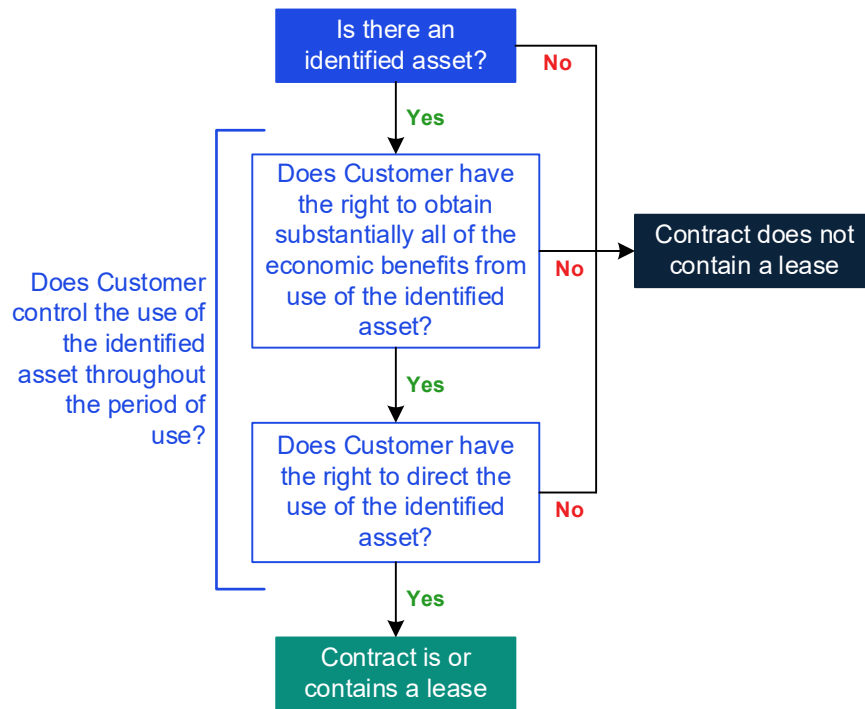 Is there an
identified asset?
No
Yes
Does Customer have
the right to obtain
substantially all of the
economic benefits from
use of the identified
asset?
No
Contract does not
contain a lease
Does Customer
control the use of
the identified
asset throughout
the period of
use?
Yes
Does Customer have
the right to direct the
use of the identified
asset?
No
Yes
Contract is or
contains a lease